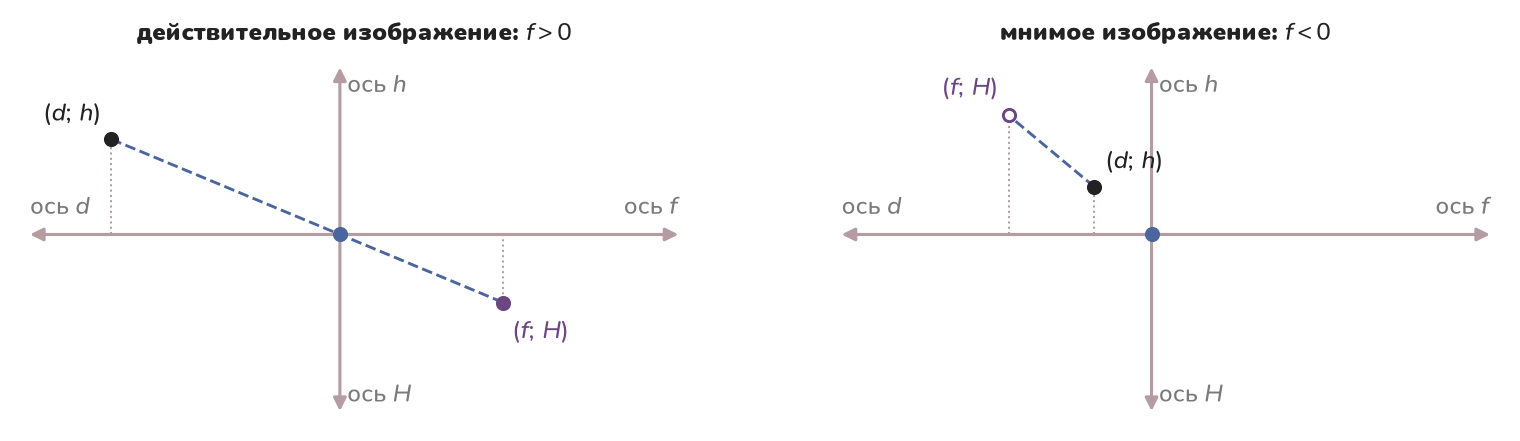 действительное изображение: f > 0
ось h
(d; h)
ось d
ось f
(f; H)
ось H
мнимое изображение: f < 0
ось h
(f; H)
(d; h)
ось d
ось f
ось H